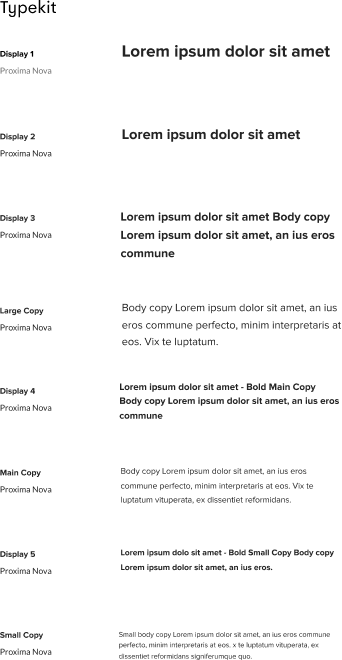 Typekit
Display 1
Proxima Nova
Lorem ipsum dolor sit amet
Display 2
Proxima Nova
Lorem ipsum dolor sit amet
Display 3
Proxima Nova
Lorem ipsum dolor sit amet Body copy
Lorem ipsum dolor sit amet, an ius eros
commune
Large Copy
Proxima Nova
Body copy Lorem ipsum dolor sit amet, an ius
eros commune perfecto, minim interpretaris at
eos. Vix te luptatum.
Display 4
Proxima Nova
Lorem ipsum dolor sit amet - Bold Main Copy
Body copy Lorem ipsum dolor sit amet, an ius eros
commune
Main Copy
Proxima Nova
Body copy Lorem ipsum dolor sit amet, an ius eros
commune perfecto, minim interpretaris at eos. Vix te
luptatum vituperata, ex dissentiet reformidans.
Display 5
Proxima Nova
Lorem ipsum dolo sit amet - Bold Small Copy Body copy
Lorem ipsum dolor sit amet, an ius eros.
Small Copy
Proxima Nova
Small body copy Lorem ipsum dolor sit amet, an ius eros commune
perfecto, minim interpretaris at eos. x te luptatum vituperata. ex
dissentiet reformidans signiferumque quo.